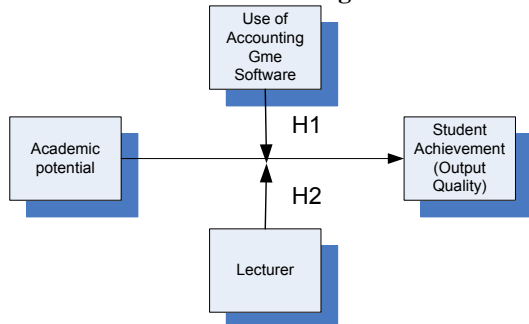 Use of
Accounting
Gme
Software
H1
Academic
potential
Student
Achievement
(Output
Quality)
H2
Lecturer